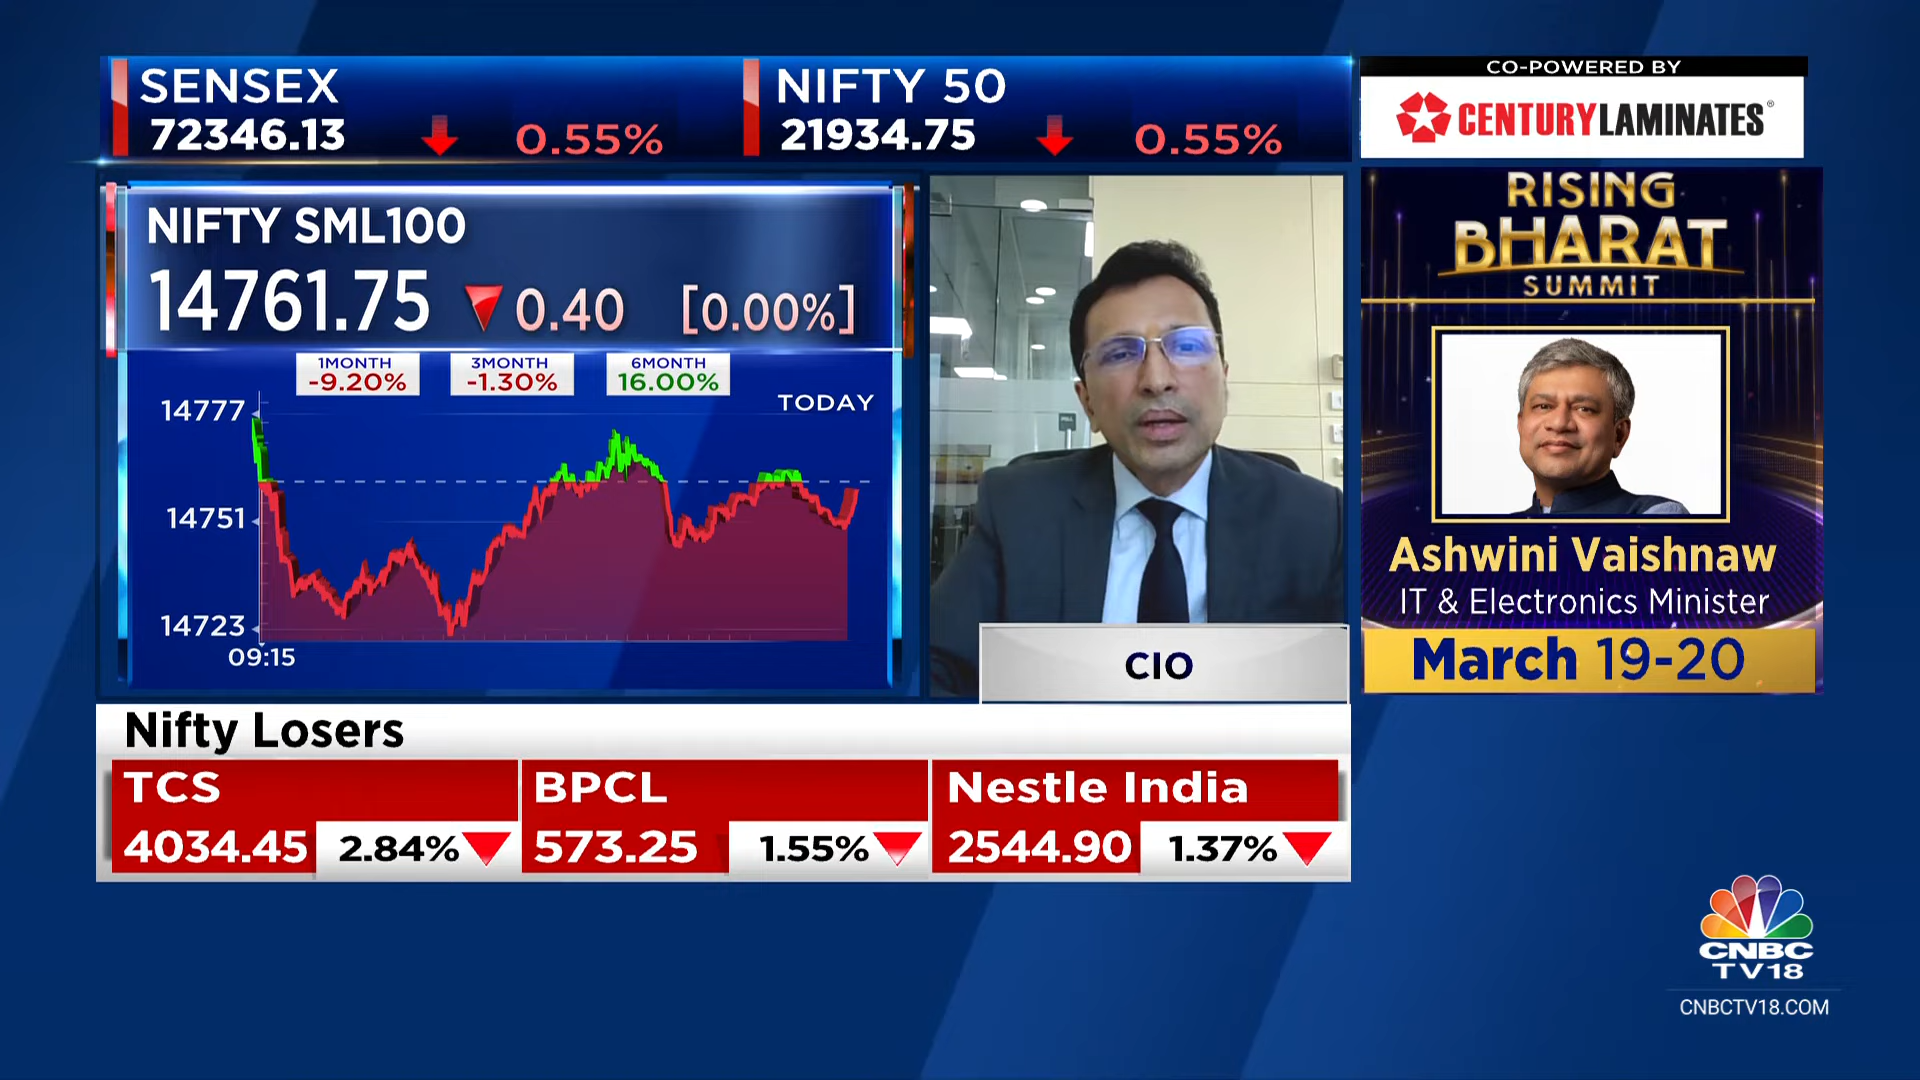 SENSEX
72346.13 0.55%
NIFTY 50
21934.75 0.55%
CO-POWERED BY
CENTURYLAMINATES®
NIFTY SML100
14761.75 0.40 [0.00%]
1MONTH
-9.20%
3MONTH
-1.30%
6MONTH
16.00%
TODAY
14777
14751
14723
09:15
CIO
RISING
BHARAT
SUMMIT
Ashwini Vaishnaw
IT & Electronics Minister
March 19-20
Nifty Losers
TCS
4034.45 2.84%
BPCL
573.25 1.55%
Nestle India
2544.90 1.37%
CNBC
TV18
CNBCTV18.COM